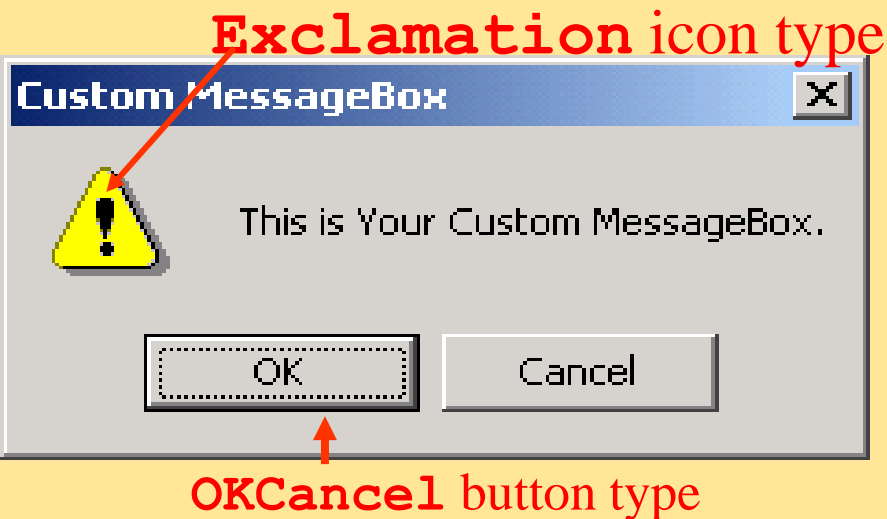 Exclamation icon type
Custom MessageBox
This is Your Custom MessageBox.
OK Cancel
OKCancel button type